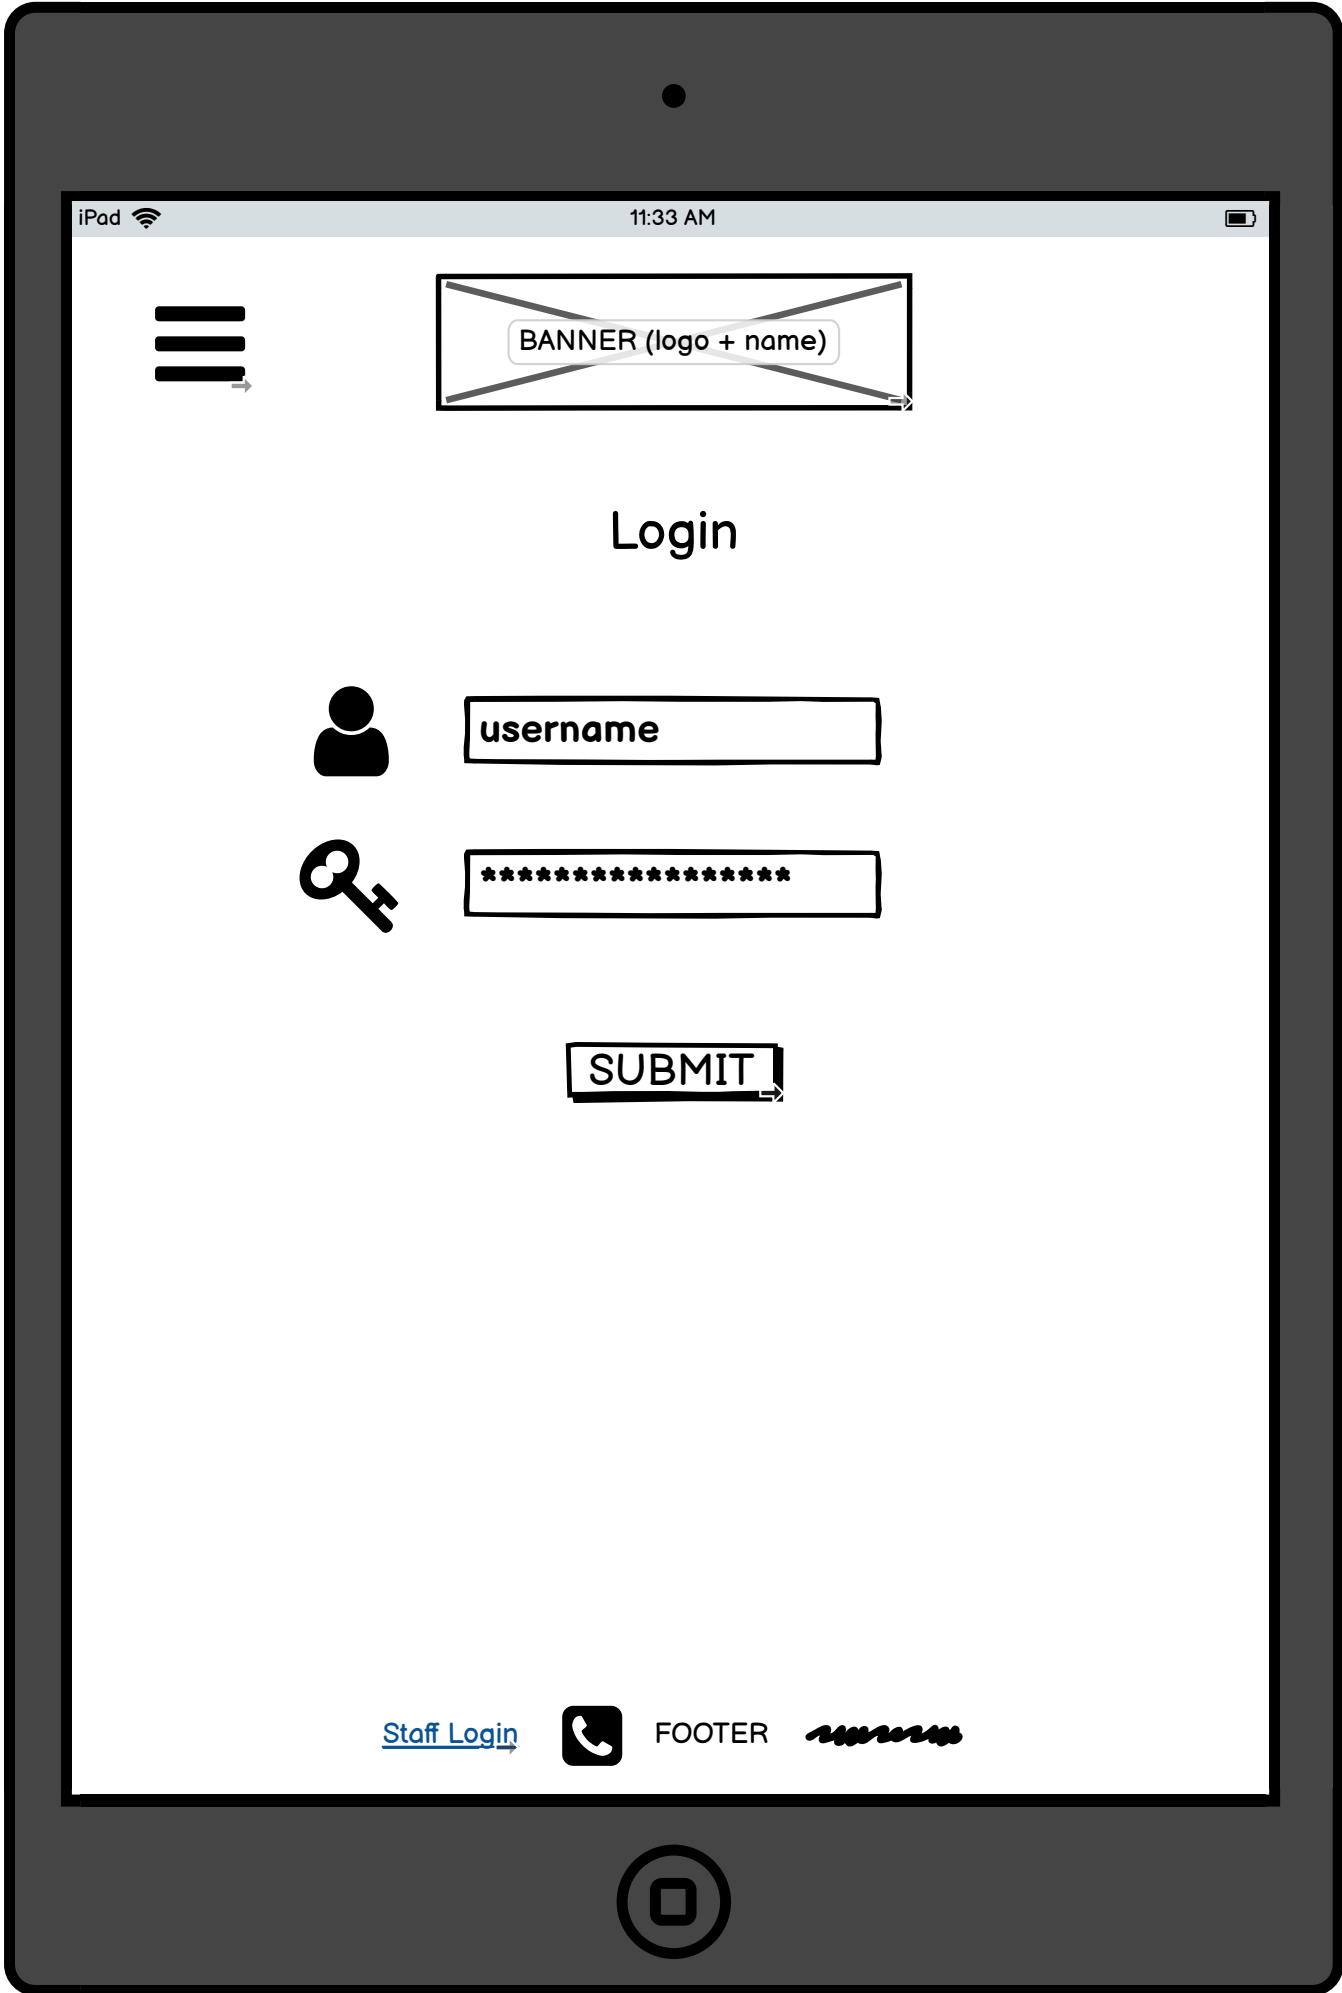 iPad 11:33 AM
BANNER (logo + name)
Login
username
*****************
SUBMIT
Staff Login FOOTER